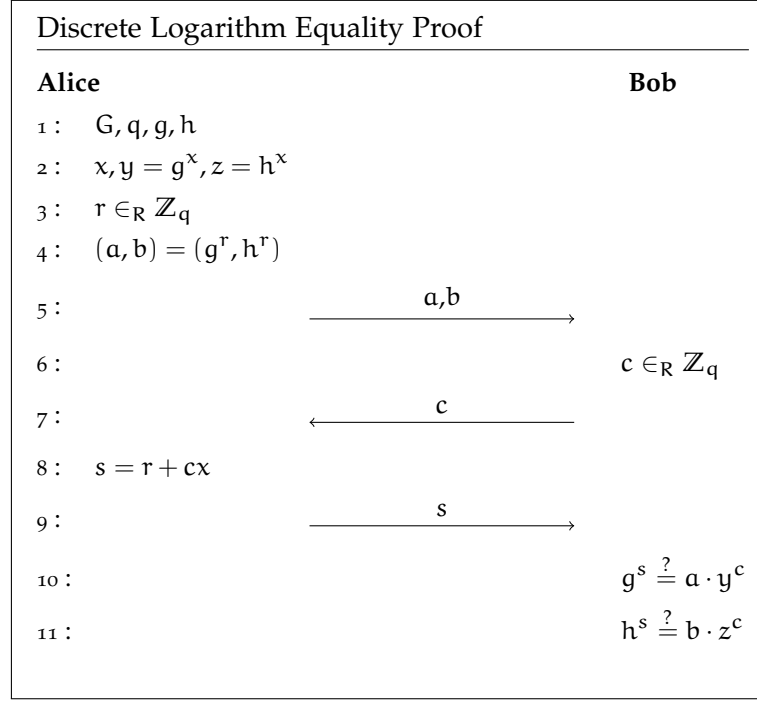 Discrete Logarithm Equality Proof
Alice Bob
1 : G, q, g, h
2 : x, y = g^x, z = h^x
3 : r ∈_R ℤ_q
4 : (a, b) = (g^r, h^r)
5 : a,b
6 : c ∈_R ℤ_q
7 : c
8 : s = r + cx
9 : s
10 : g^s ≟ a · y^c
11 : h^s ≟ b · z^c